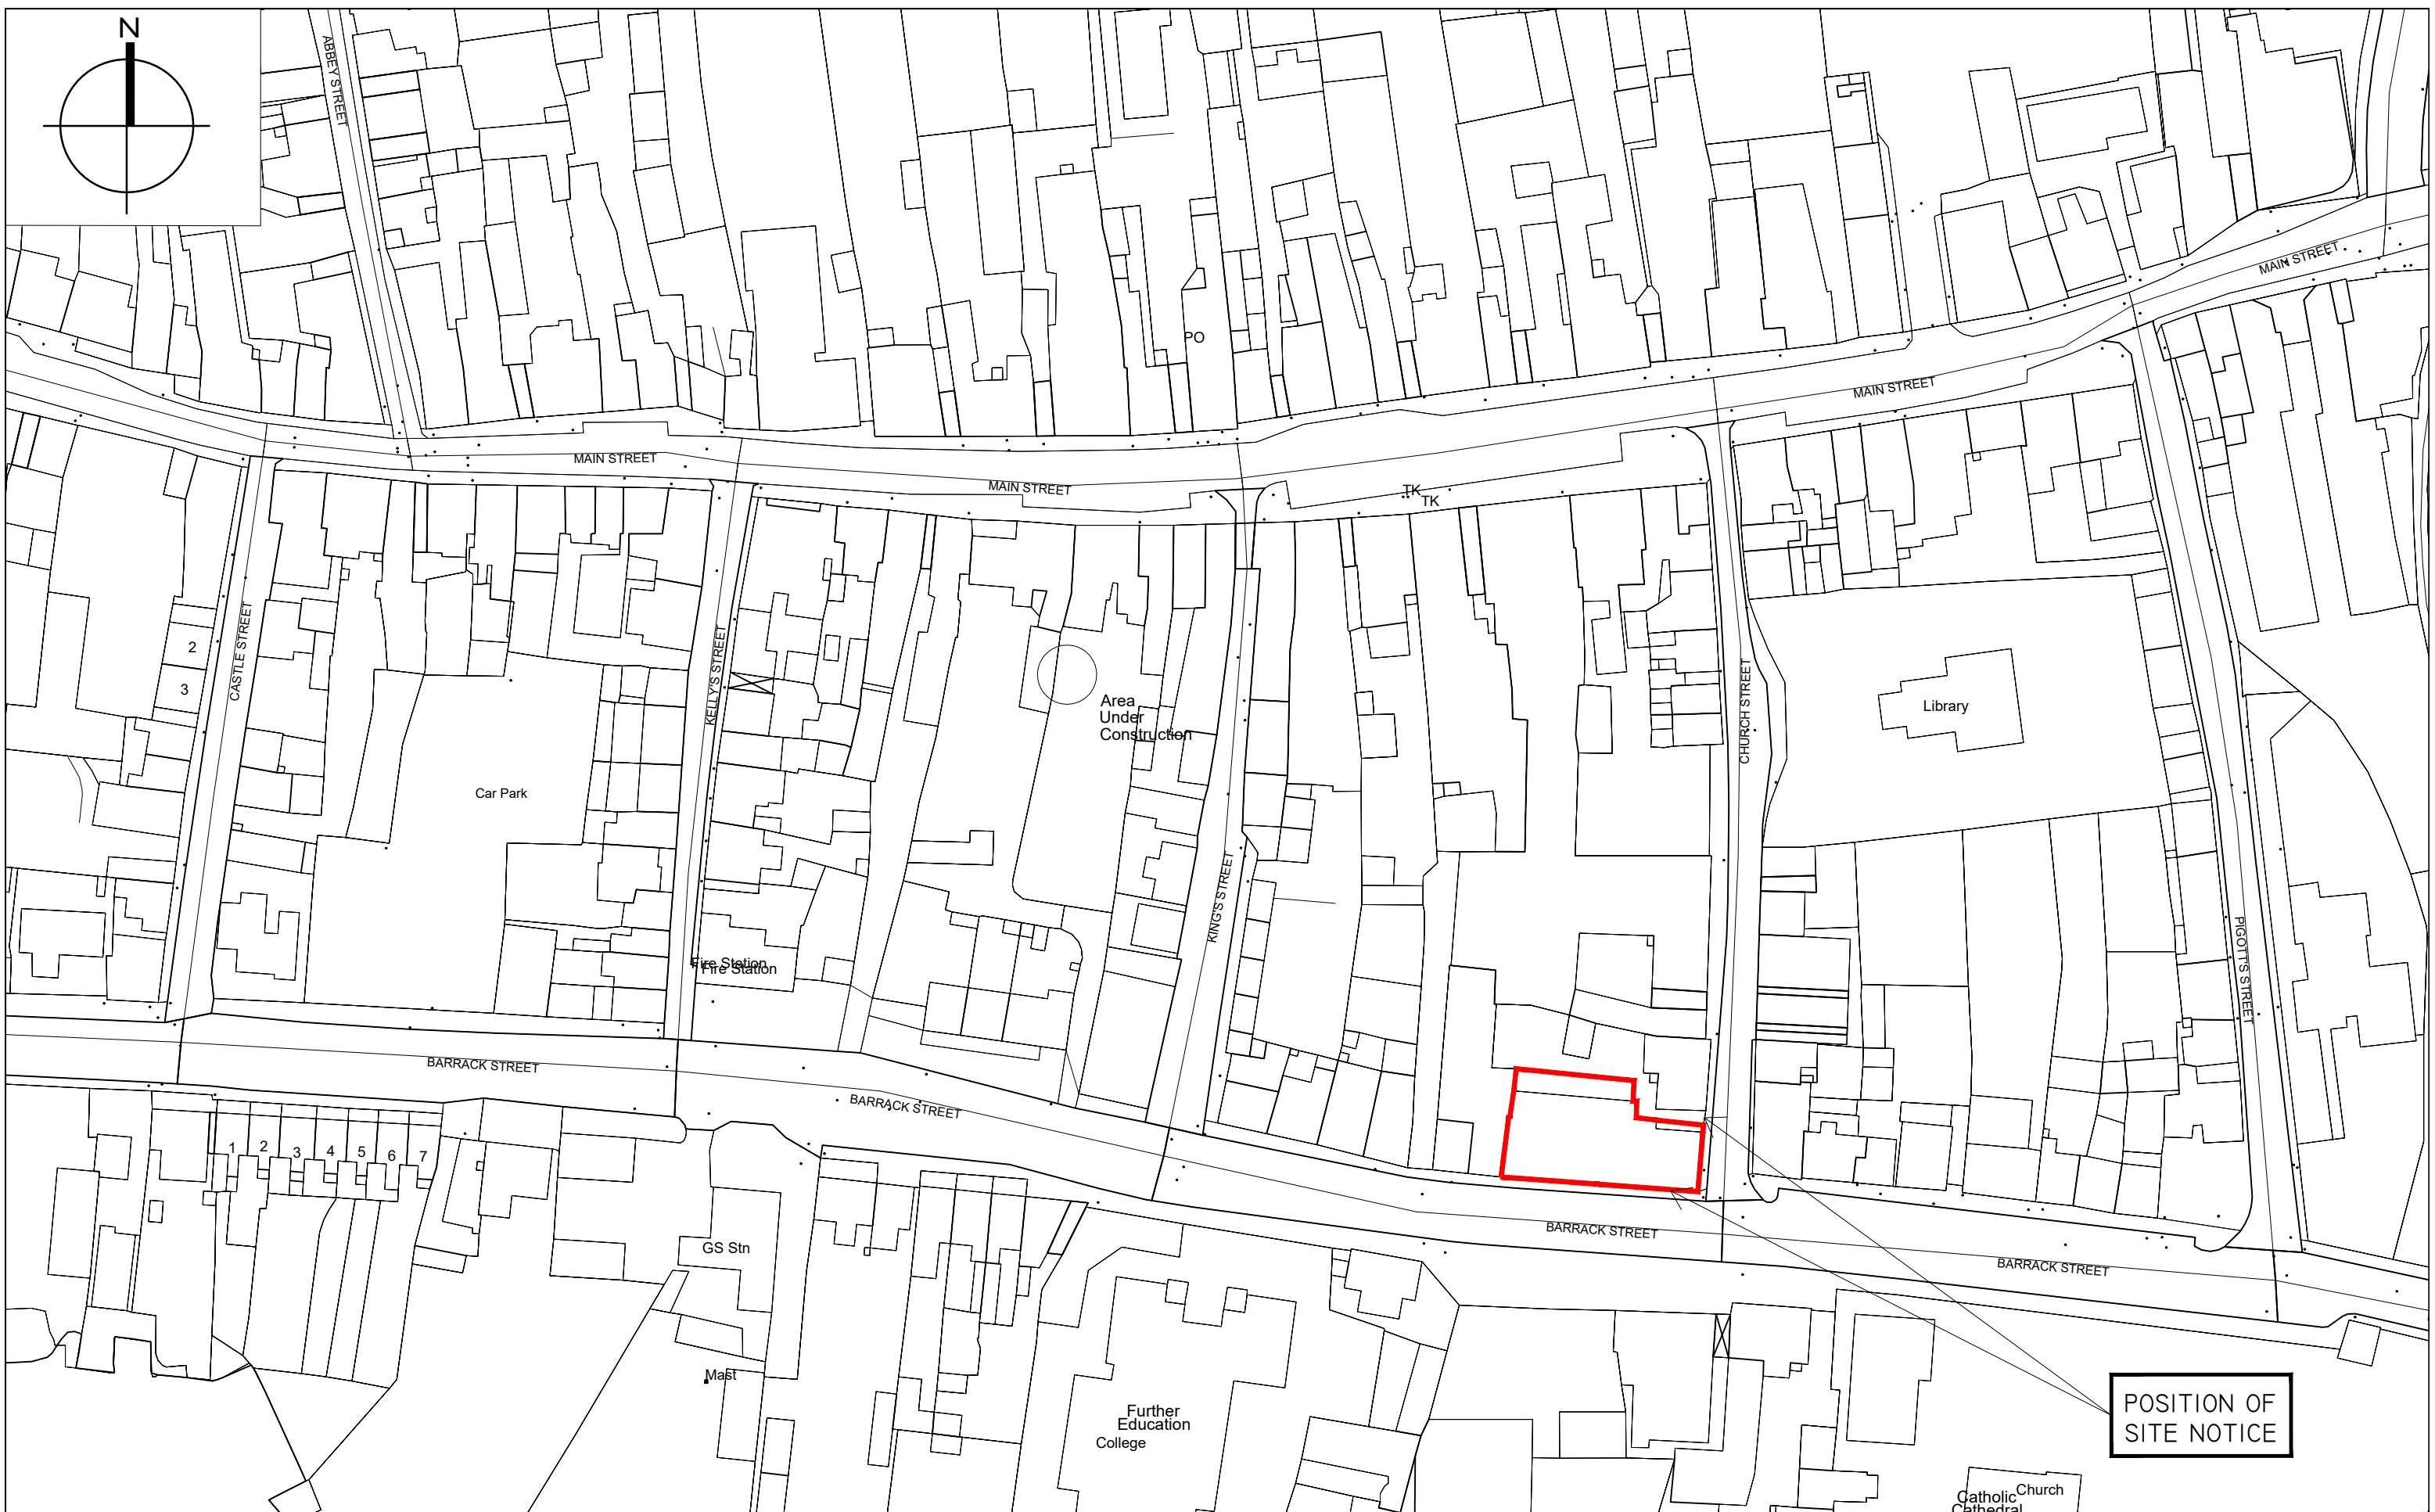 N
ABBEY STREET
MAIN STREET
PO
MAIN STREET
MAIN STREET
MAIN STREET
TK
TK
2
3
CASTLE STREET
KELLY'S STREET
Area
Under
Construction
CHURCH STREET
Library
Car Park
KING'S STREET
Fire Station
Fire Station
PIGOTT'S STREET
BARRACK STREET
BARRACK STREET
1
2
3
4
5
6
7
BARRACK STREET
BARRACK STREET
GS Stn
Mast
Further
Education
College
POSITION OF
SITE NOTICE
Catholic
Church
Cathedral